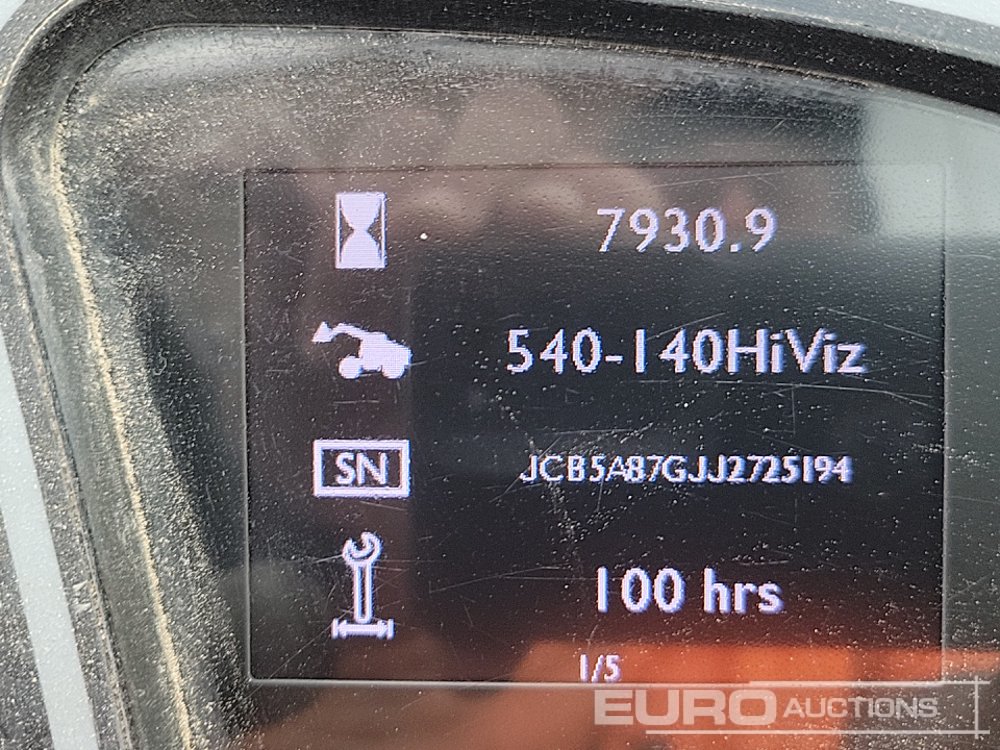 7930.9
540-140HiViz
SN JCB5A87GJJ2725194
100 hrs
1/5
EURO AUCTIONS